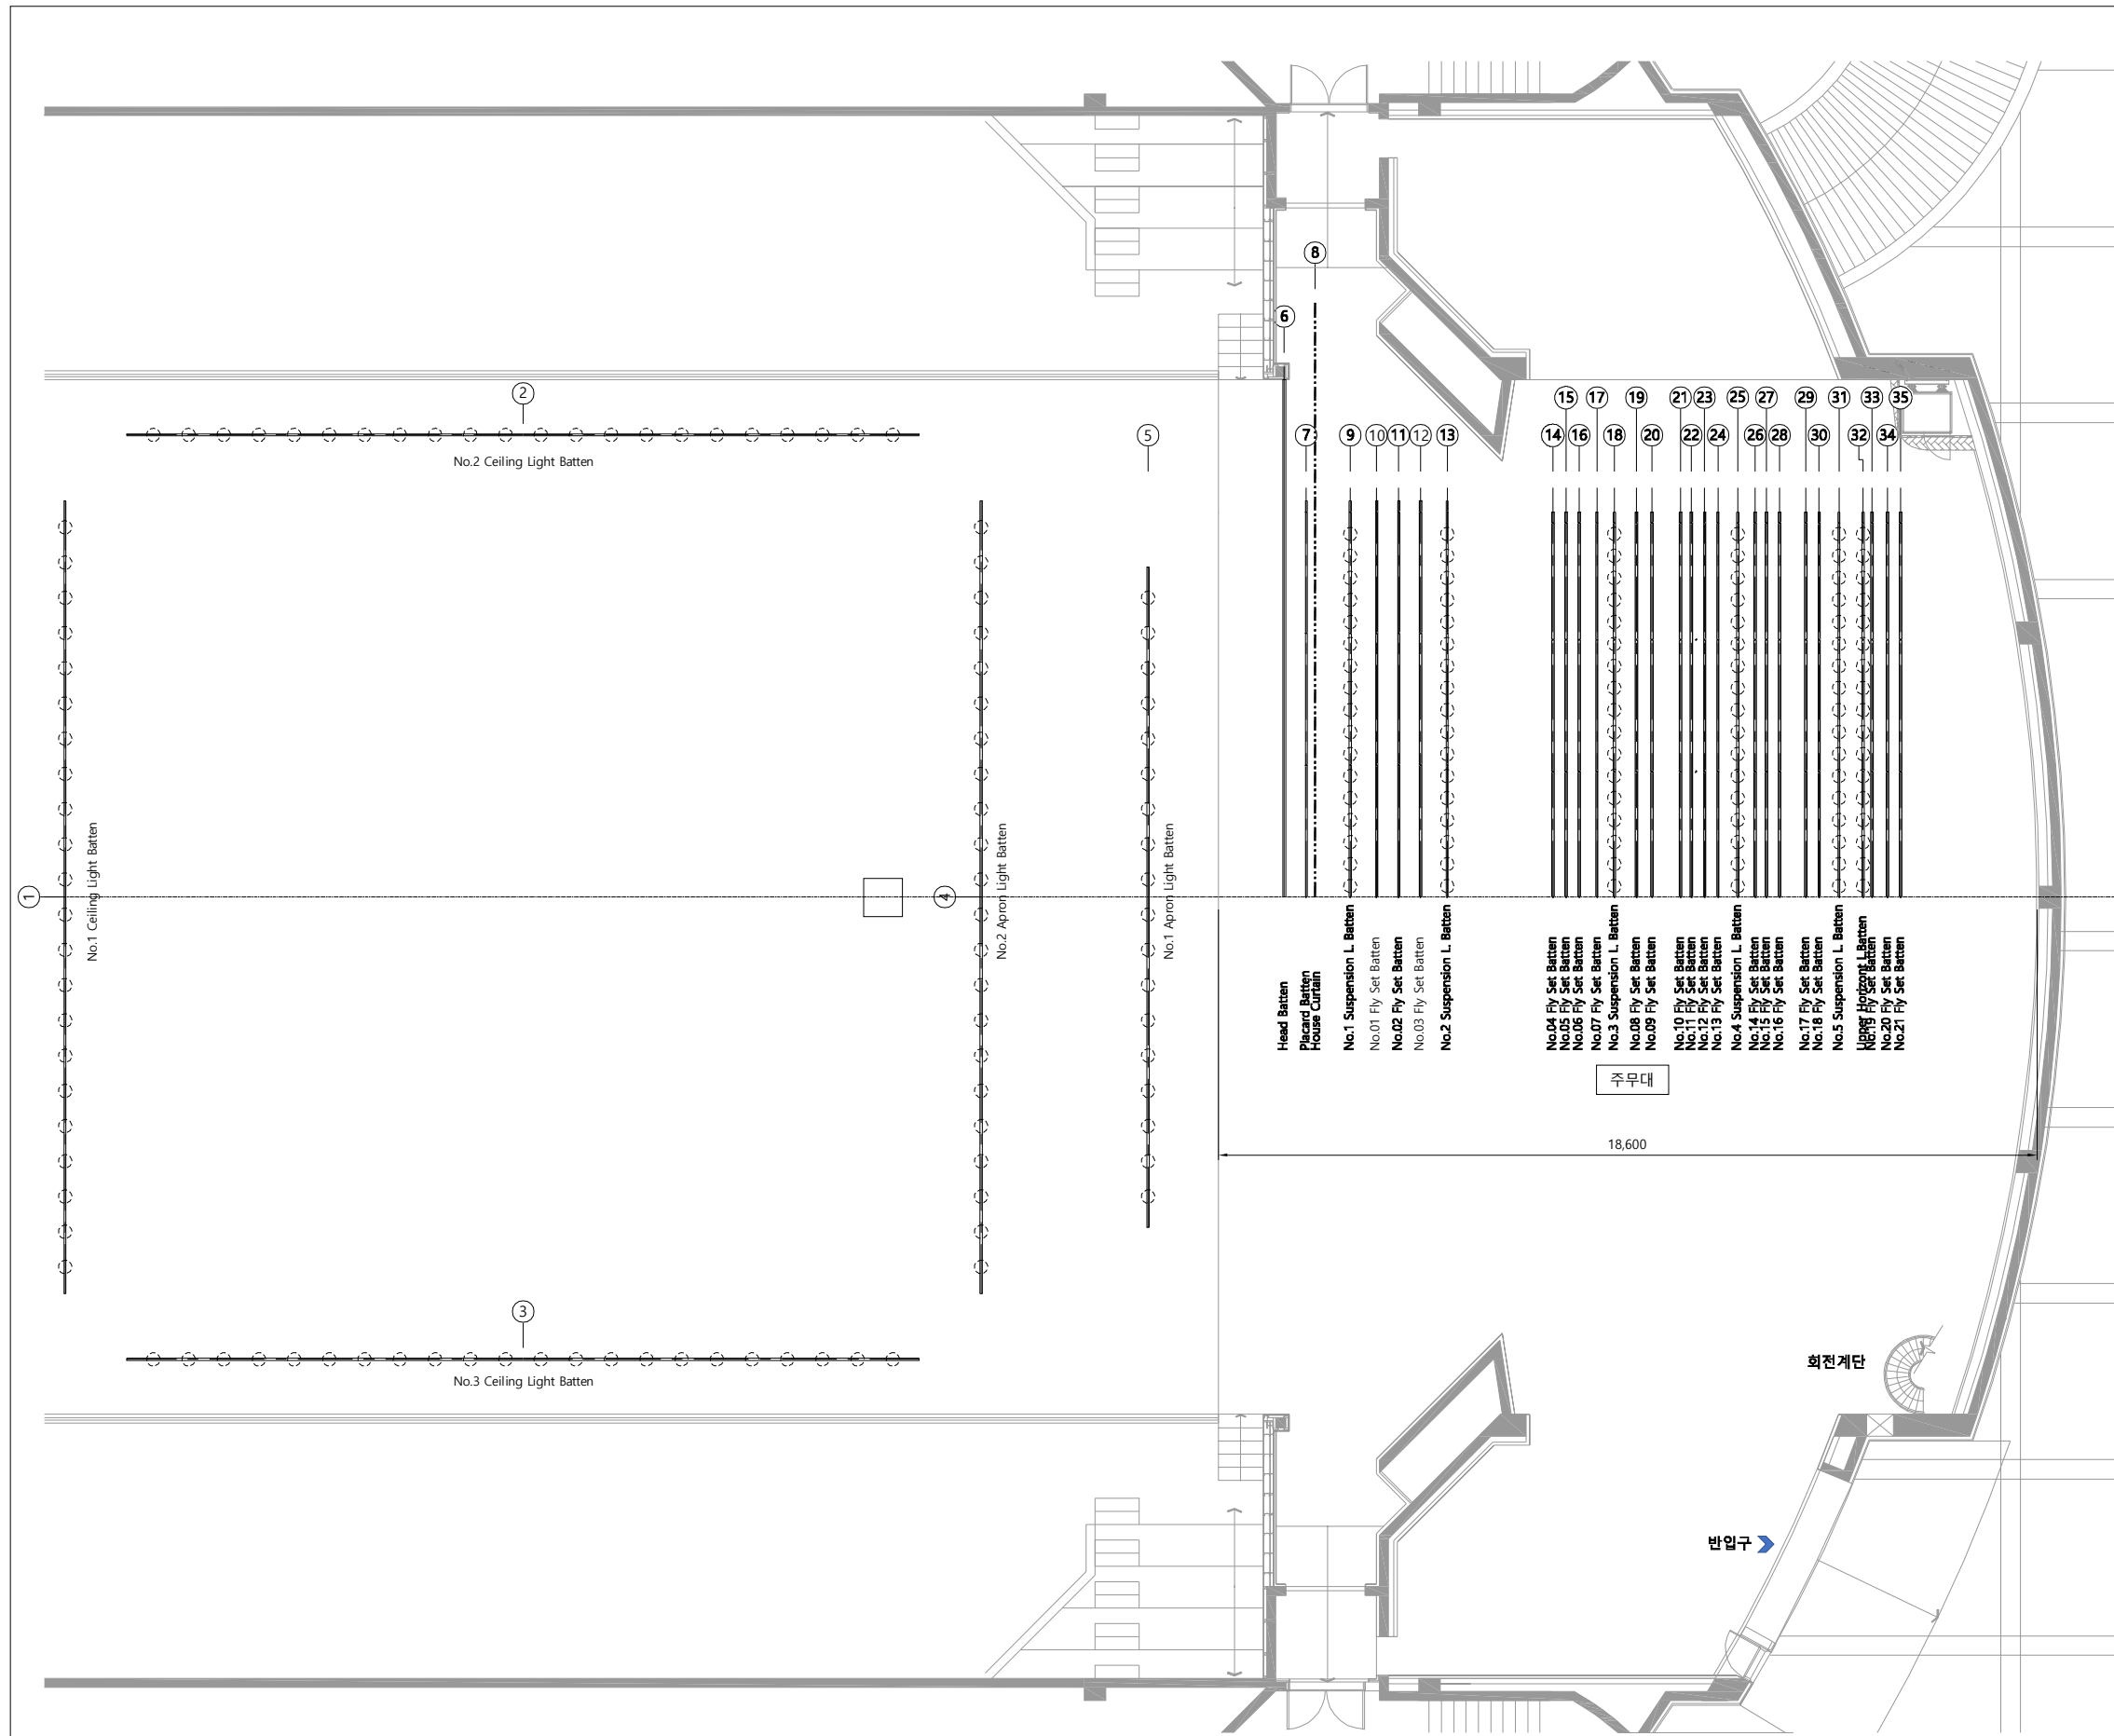 8
6
2
15
17
19
21
23
25
27
29
31
33
35
5
7
9
10
11
12
13
14
16
18
20
22
24
26
28
30
32
34
No.2 Ceiling Light Batten
1
No.1 Ceiling Light Batten
4
No.2 Apron Light Batten
No.1 Apron Light Batten
Head Batten
Placard Batten
House Curtain
No.1 Suspension L. Batten
No.01 Fly Set Batten
No.02 Fly Set Batten
No.03 Fly Set Batten
No.2 Suspension L. Batten
No.04 Fly Set Batten
No.05 Fly Set Batten
No.06 Fly Set Batten
No.07 Fly Set Batten
No.3 Suspension L. Batten
No.08 Fly Set Batten
No.09 Fly Set Batten
No.10 Fly Set Batten
No.11 Fly Set Batten
No.12 Fly Set Batten
No.13 Fly Set Batten
No.4 Suspension L. Batten
No.14 Fly Set Batten
No.15 Fly Set Batten
No.16 Fly Set Batten
No.17 Fly Set Batten
No.18 Fly Set Batten
No.5 Suspension L. Batten
Upper Horizont L.Batten
No.19 Fly Set Batten
No.20 Fly Set Batten
No.21 Fly Set Batten
주무대
18,600
3
No.3 Ceiling Light Batten
회전계단
반입구